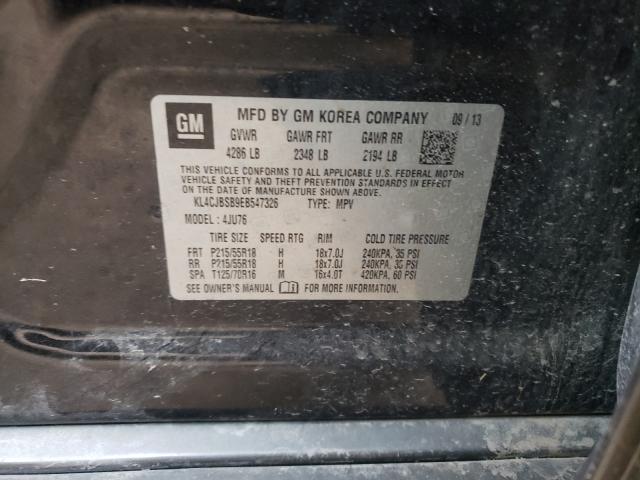 GM MFD BY GM KOREA COMPANY 09/13
GVWR GAWR FRT GAWR RR
4286 LB 2348 LB 2194 LB
THIS VEHICLE CONFORMS TO ALL APPLICABLE U.S. FEDERAL MOTOR
VEHICLE SAFETY AND THEFT PREVENTION STANDARDS IN EFFECT ON
THE DATE OF MANUFACTURE SHOWN ABOVE.
KL4CJBSB9EB547326 TYPE: MPV
MODEL: 4JU76
TIRE SIZE SPEED RTG RIM COLD TIRE PRESSURE
FRT P215/55R18 H 18x7.0J 240KPA, 35 PSI
RR P215/55R18 H 18x7.0J 240KPA, 35 PSI
SPA T125/70R16 M 16x4.0T 420KPA, 60 PSI
SEE OWNER'S MANUAL FOR MORE INFORMATION.